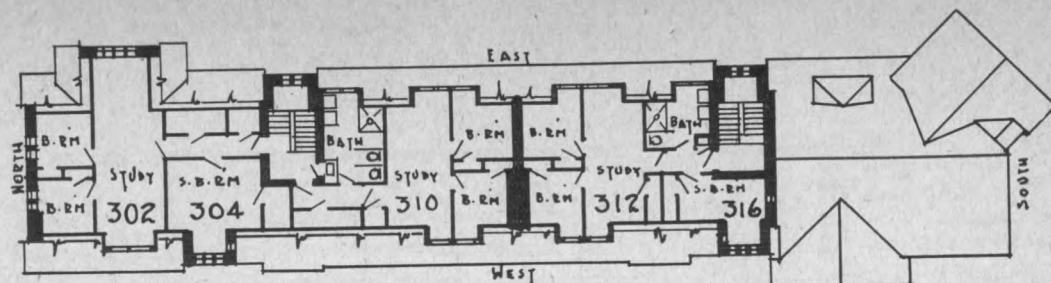 EAST
NORTH
B.RM
B.RM
STUDY
302
S.B.RM
304
BATH
STUDY
310
B.RM
B.RM
B.RM
B.RM
STUDY
312
BATH
S.B.RM
316
SOUTH
WEST